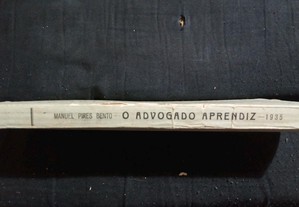 MANUEL PIRES BENTO - O ADVOGADO APRENDIZ - 1935